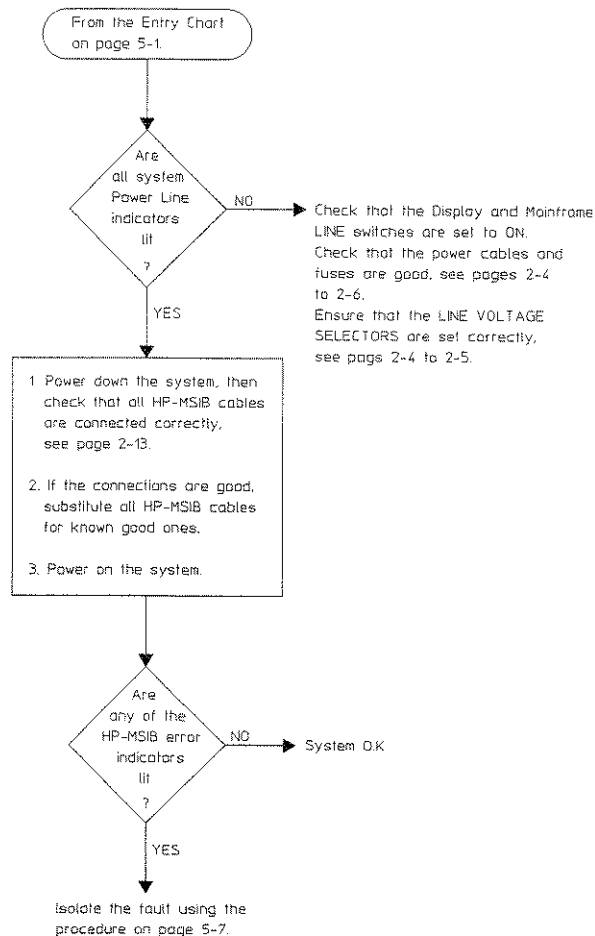 From the Entry Chart
on page 5-1.
Are
all system
Power Line
indicators
lit
?
NO
Check that the Display and Mainframe
LINE switches are set to ON.
Check that the power cables and
fuses are good, see pages 2-4
to 2-6.
Ensure that the LINE VOLTAGE
SELECTORS are set correctly,
see pags 2-4 to 2-5.
YES
1 Power down the system, then
check that all HP-MSIB cables
are connected correctly,
see page 2-13.
2. If the connections are good,
substitute all HP-MSIB cables
for known good ones.
3. Power on the system.
Are
any of the
HP-MSIB error
indicators
lit
?
NO
System O.K
YES
Isolate the fault using the
procedure on page 5-7.